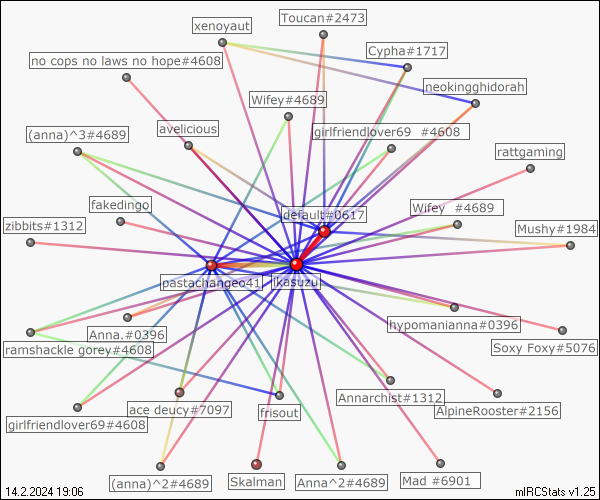 Toucan#2473
xenoyaut
Cypha#1717
no cops no laws no hope#4608
neokingghidorah
Wifey#4689
(anna)^3#4689
avelicious
girlfriendlover69 #4608
rattgaming
fakedingo
default#0617
Wifey #4689
zibbits#1312
Mushy#1984
pastachangeo41
Anna.#0396
hypomanianna#0396
ramshackle gorey#4608
Soxy Foxy#5076
Annarchist#1312
ace deucy#7097
frisout
AlpineRooster#2156
girlfriendlover69#4608
(anna)^2#4689
Skalman
Anna^2#4689
Mad #6901
14.2.2024 19:06
mIRCStats v1.25